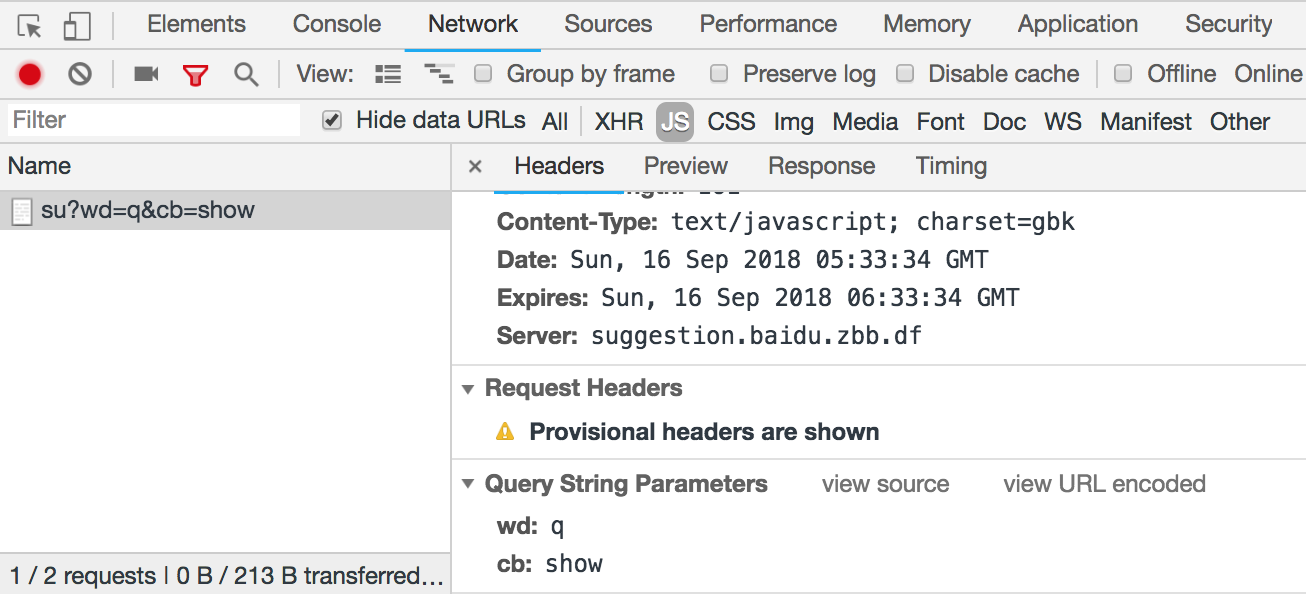 Elements Console Network Sources Performance Memory Application Security
View: Group by frame Preserve log Disable cache Offline Online
Filter Hide data URLs All XHR JS CSS Img Media Font Doc WS Manifest Other
Name
su?wd=q&cb=show
1 / 2 requests | 0 B / 213 B transferred…
× Headers Preview Response Timing
Content-Type: text/javascript; charset=gbk
Date: Sun, 16 Sep 2018 05:33:34 GMT
Expires: Sun, 16 Sep 2018 06:33:34 GMT
Server: suggestion.baidu.zbb.df
Request Headers
Provisional headers are shown
Query String Parameters view source view URL encoded
wd: q
cb: show